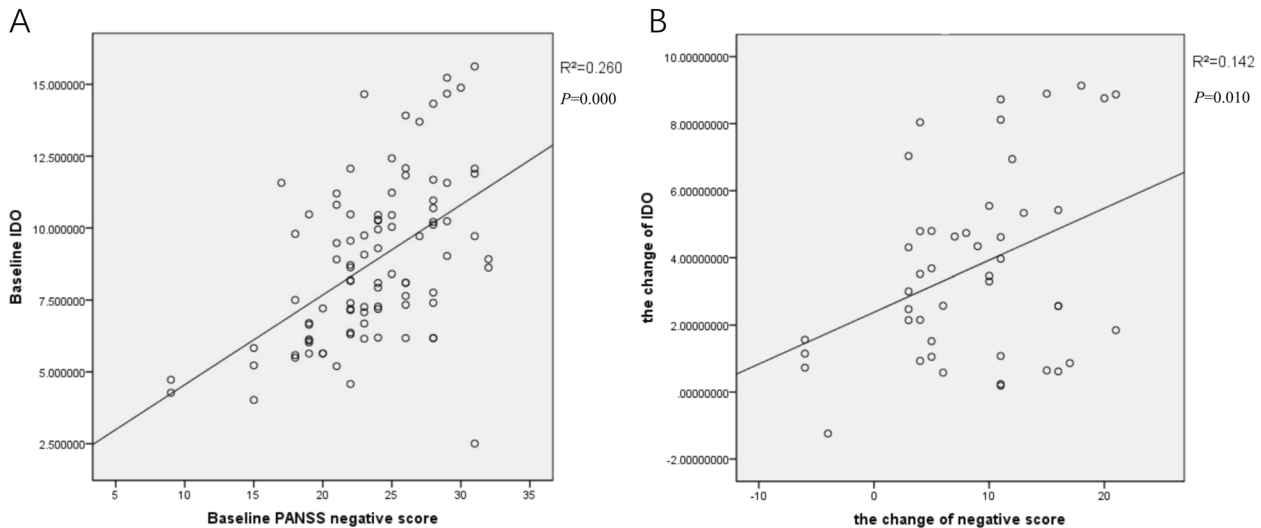 A
R²=0.260
P=0.000
15.000000
12.500000
10.000000
7.500000
5.000000
2.500000
Baseline IDO
5 10 15 20 25 30 35
Baseline PANSS negative score
B
R²=0.142
P=0.010
10.00000000
8.00000000
6.00000000
4.00000000
2.00000000
.00000000
-2.00000000
the change of IDO
-10 0 10 20
the change of negative score